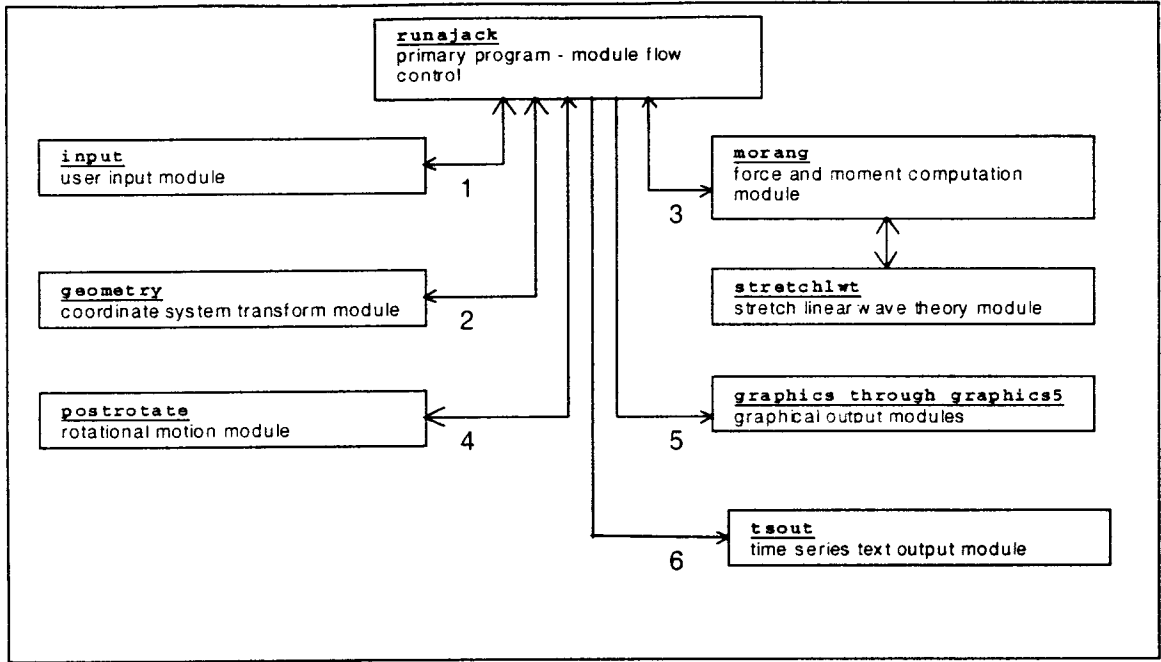 runajack
primary program - module flow
control
input
user input module
1
morang
force and moment computation
module
3
geometry
coordinate system transform module
2
stretchlwt
stretch linear wave theory module
postrotate
rotational motion module
4
graphics through graphics5
graphical output modules
5
tsout
time series text output module
6